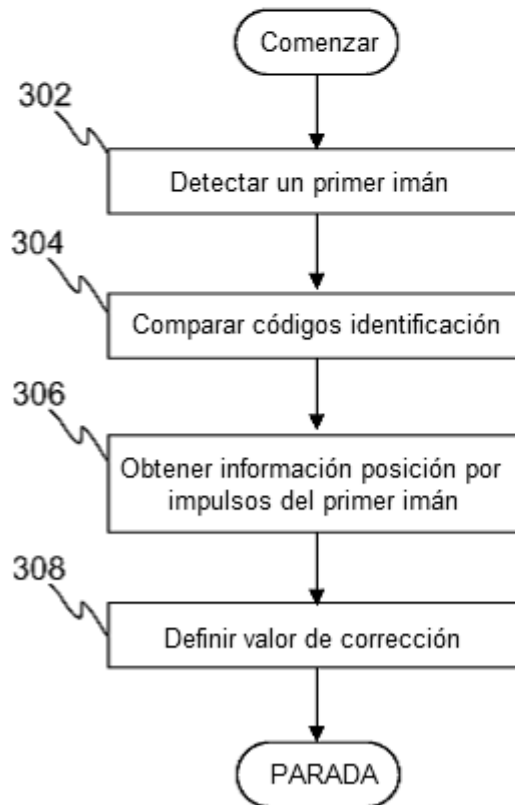 Comenzar
302
Detectar un primer imán
304
Comparar códigos identificación
306
Obtener información posición por
impulsos del primer imán
308
Definir valor de corrección
PARADA